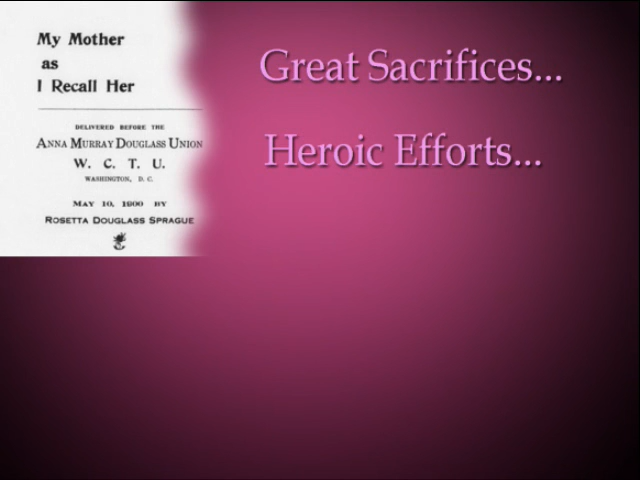 My Mother
as
I Recall Her
DELIVERED BEFORE THE
ANNA MURRAY DOUGLASS UNION
W. C. T. U.
WASHINGTON, D. C.
MAY 10, 1900 BY
ROSETTA DOUGLASS SPRAGUE
Great Sacrifices...
Heroic Efforts...